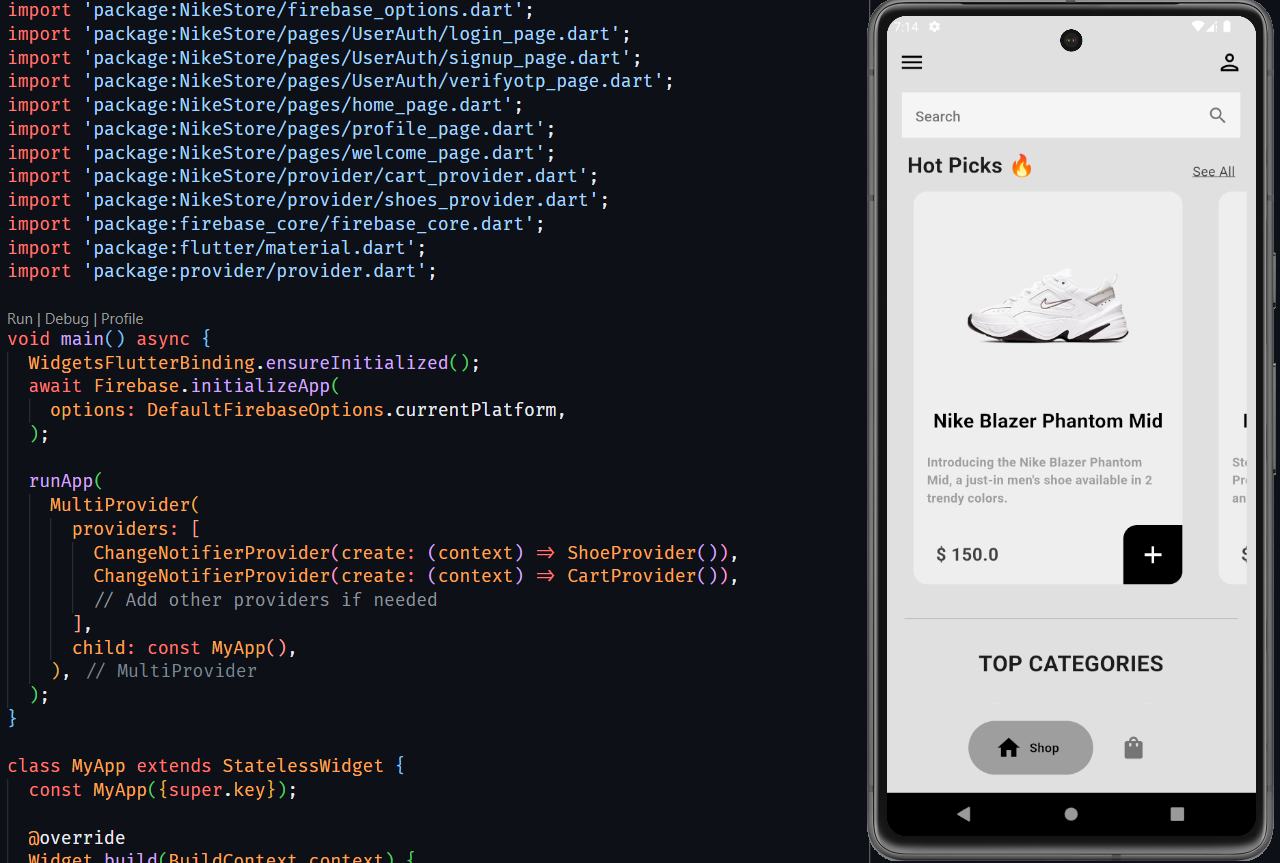 import 'package:NikeStore/firebase_options.dart';
import 'package:NikeStore/pages/UserAuth/login_page.dart';
import 'package:NikeStore/pages/UserAuth/signup_page.dart';
import 'package:NikeStore/pages/UserAuth/verifyotp_page.dart';
import 'package:NikeStore/pages/home_page.dart';
import 'package:NikeStore/pages/profile_page.dart';
import 'package:NikeStore/pages/welcome_page.dart';
import 'package:NikeStore/provider/cart_provider.dart';
import 'package:NikeStore/provider/shoes_provider.dart';
import 'package:firebase_core/firebase_core.dart';
import 'package:flutter/material.dart';
import 'package:provider/provider.dart';
Run | Debug | Profile
void main() async {
  WidgetsFlutterBinding.ensureInitialized();
  await Firebase.initializeApp(
    options: DefaultFirebaseOptions.currentPlatform,
  );
  runApp(
    MultiProvider(
      providers: [
        ChangeNotifierProvider(create: (context) => ShoeProvider()),
        ChangeNotifierProvider(create: (context) => CartProvider()),
        // Add other providers if needed
      ],
      child: const MyApp(),
    ), // MultiProvider
  );
}
class MyApp extends StatelessWidget {
  const MyApp({super.key});
  @override
  Widget build(BuildContext context) {
7:14
Search
Hot Picks 🔥
See All
Nike Blazer Phantom Mid
Introducing the Nike Blazer Phantom
Mid, a just-in men's shoe available in 2
trendy colors.
$ 150.0
+
TOP CATEGORIES
Shop